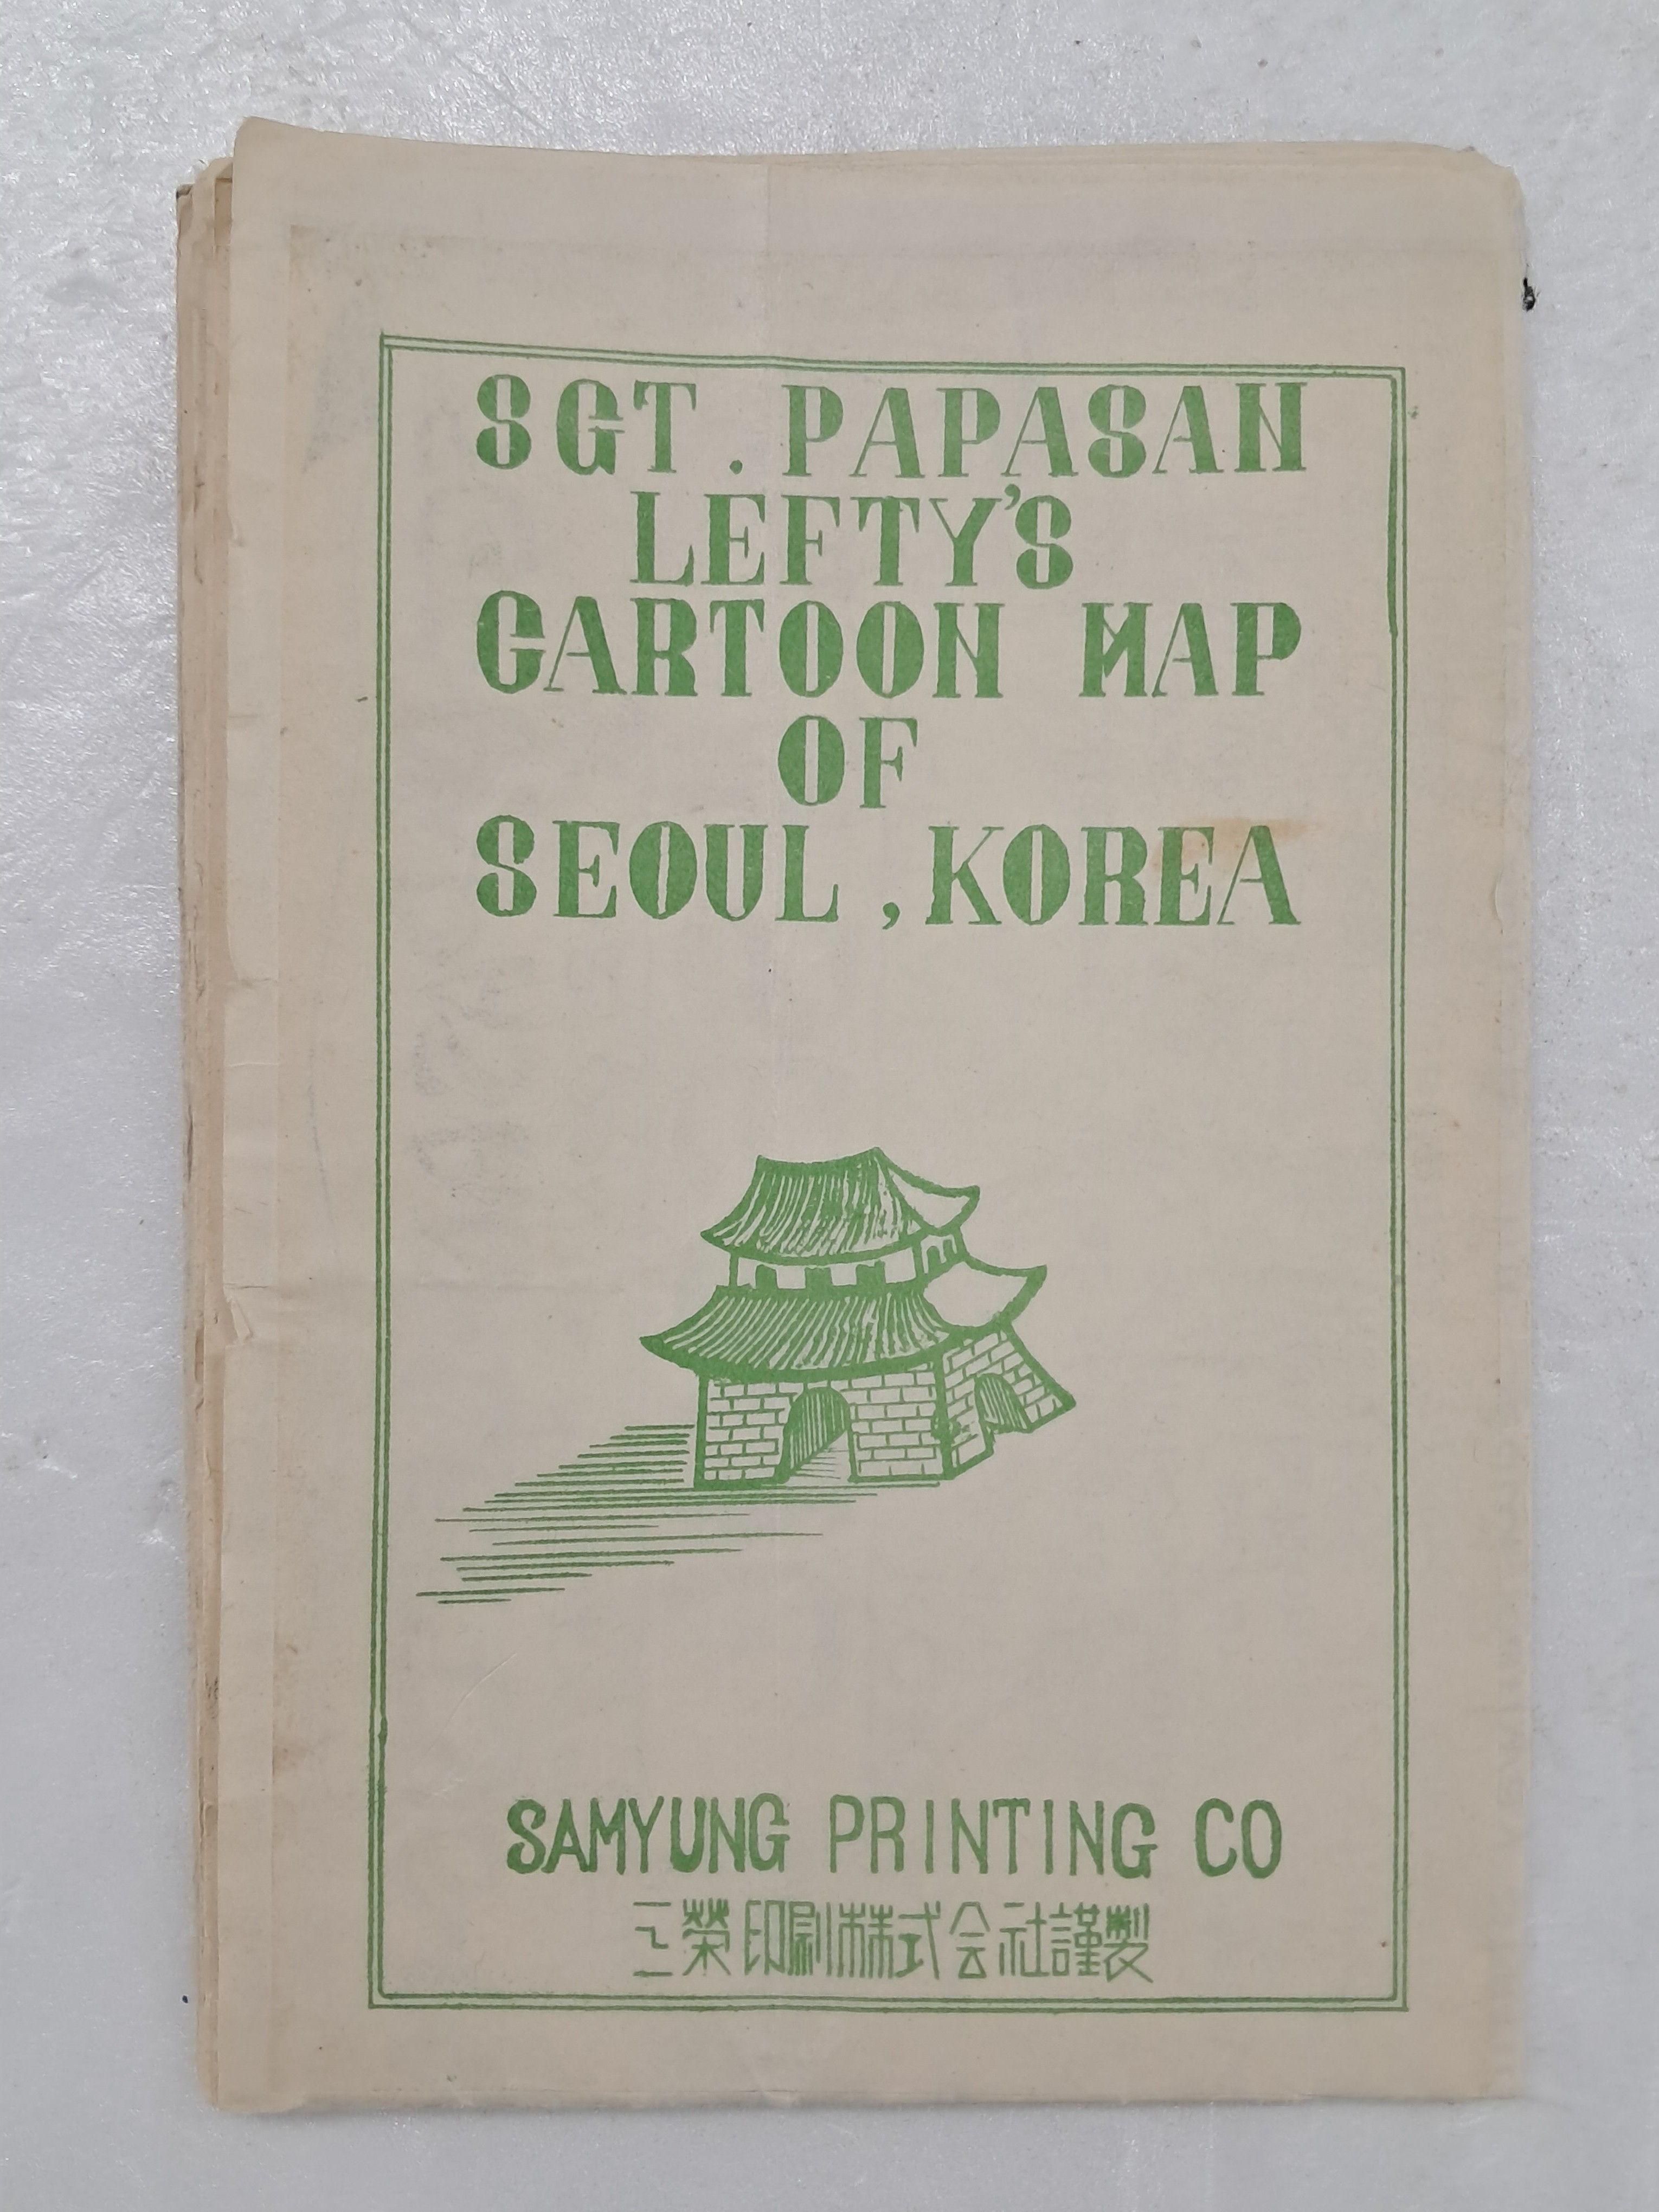 SGT. PAPASAN
LEFTY'S
CARTOON MAP
OF
SEOUL, KOREA
SAMYUNG PRINTING CO
三榮印刷株式会社謹製